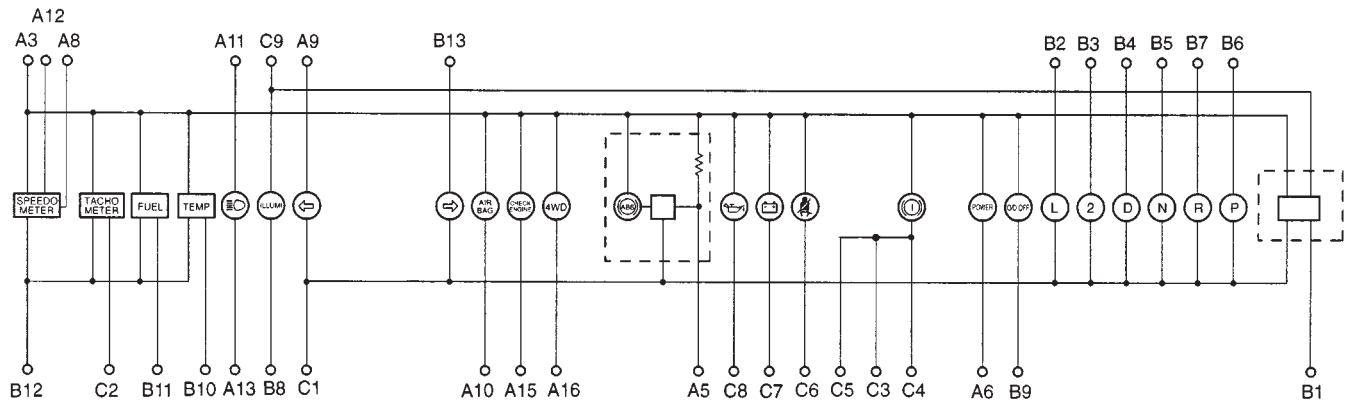 A12
A3 A8 A11 C9 A9 B13 B2 B3 B4 B5 B7 B6
SPEEDO METER
TACHO METER
FUEL
TEMP
ILLUMI
AIR BAG
CHECK ENGINE
4WD
ABS
POWER
O/D OFF
L
2
D
N
R
P
B12 C2 B11 B10 A13 B8 C1 A10 A15 A16 A5 C8 C7 C6 C5 C3 C4 A6 B9 B1